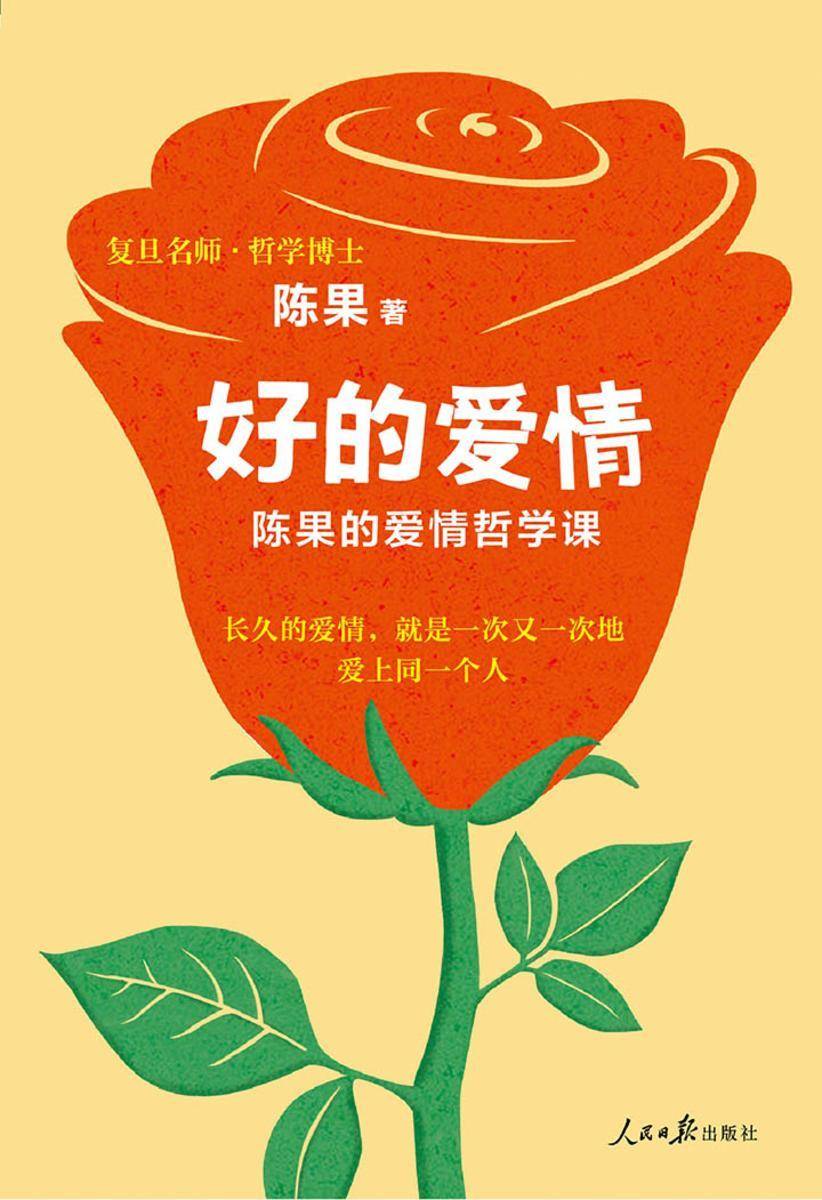 复旦名师·哲学博士
陈果 著
好的爱情
陈果的爱情哲学课
长久的爱情，就是一次又一次地
爱上同一个人
人民日报出版社